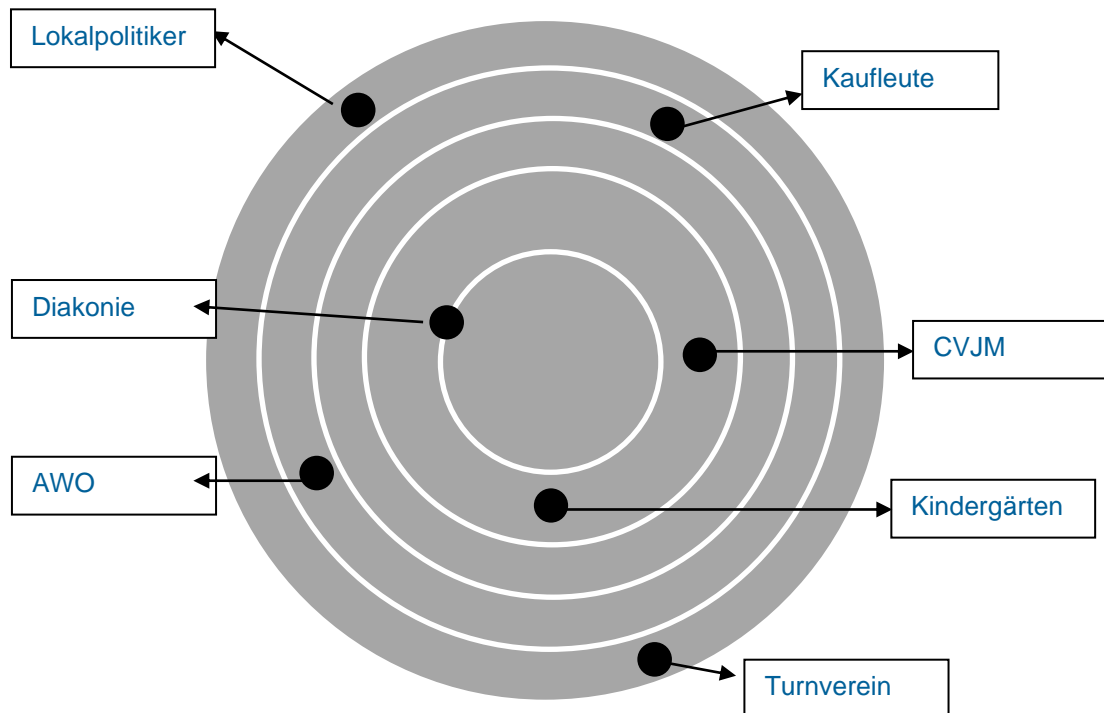 Lokalpolitiker
Kaufleute
Diakonie
CVJM
AWO
Kindergärten
Turnverein